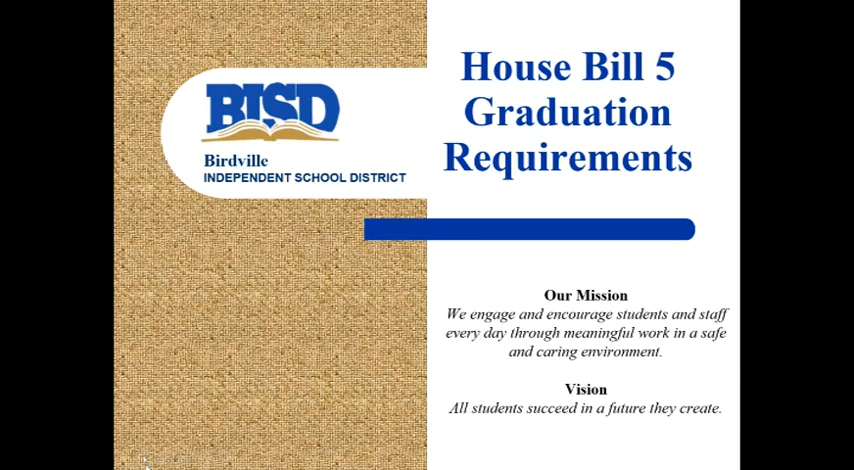 BISD
Birdville
INDEPENDENT SCHOOL DISTRICT
House Bill 5
Graduation
Requirements
Our Mission
We engage and encourage students and staff
every day through meaningful work in a safe
and caring environment.
Vision
All students succeed in a future they create.